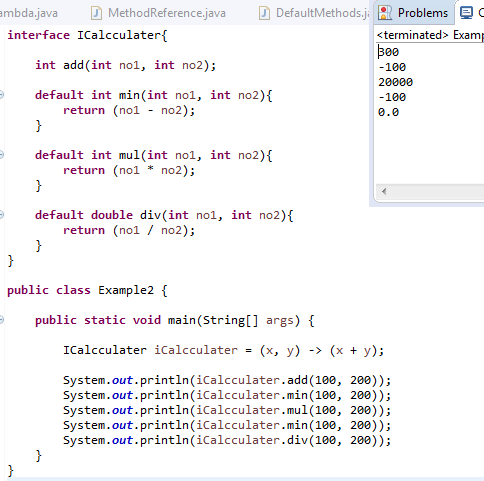 ambda.java MethodReference.java DefaultMethods.ja
interface ICalcculater{
int add(int no1, int no2);
default int min(int no1, int no2){
return (no1 - no2);
}
default int mul(int no1, int no2){
return (no1 * no2);
}
default double div(int no1, int no2){
return (no1 / no2);
}
}
public class Example2 {
public static void main(String[] args) {
ICalcculater iCalcculater = (x, y) -> (x + y);
System.out.println(iCalcculater.add(100, 200));
System.out.println(iCalcculater.min(100, 200));
System.out.println(iCalcculater.mul(100, 200));
System.out.println(iCalcculater.min(100, 200));
System.out.println(iCalcculater.div(100, 200));
}
}
Problems C
<terminated> Examp
300
-100
20000
-100
0.0